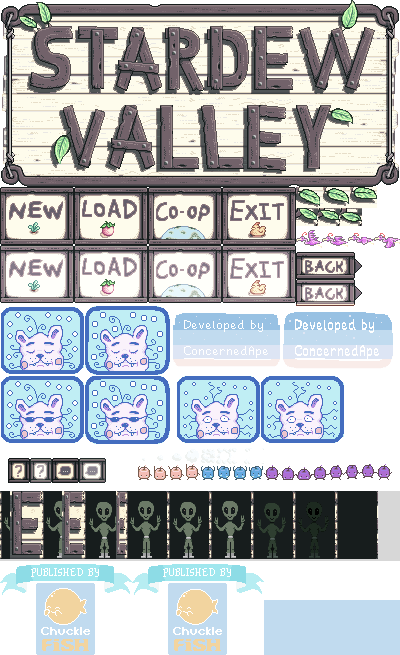 STARDEW
VALLEY
NEW LOAD CO-OP EXIT
NEW LOAD CO-OP EXIT
BACK
BACK
Developed by
ConcernedApe
Developed by
ConcernedApe
? ?
E E
PUBLISHED BY
Chuckle
FISH
PUBLISHED BY
Chuckle
FISH